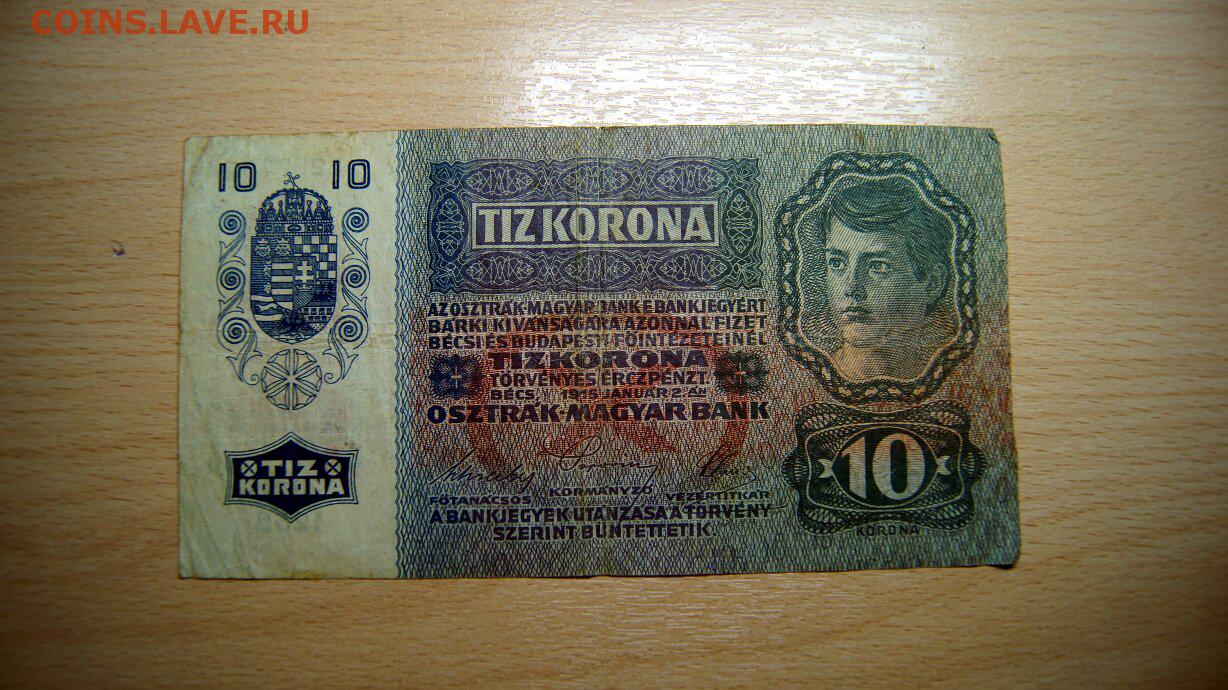 COINS.LAVE.RU
10 10
TIZ KORONA
AZ OSZTRÁK-MAGYAR BANK E BANKJEGYÉRT
BÁRKI KÍVÁNSÁGÁRA AZONNAL FIZET
BÉCSI ÉS BUDAPESTI FŐINTÉZETEINÉL
TIZ KORONA
TÖRVÉNYES ÉRCZPÉNZT.
BÉCS, 1915 JANUÁR 2.-ÁN
OSZTRÁK-MAGYAR BANK
FŐTANÁCSOS KORMÁNYZÓ VEZÉRTITKÁR
A BANKJEGYEK UTÁNZÁSA A TÖRVÉNY
SZERINT BÜNTETTETIK.
TIZ
KORONA
10
KORONA